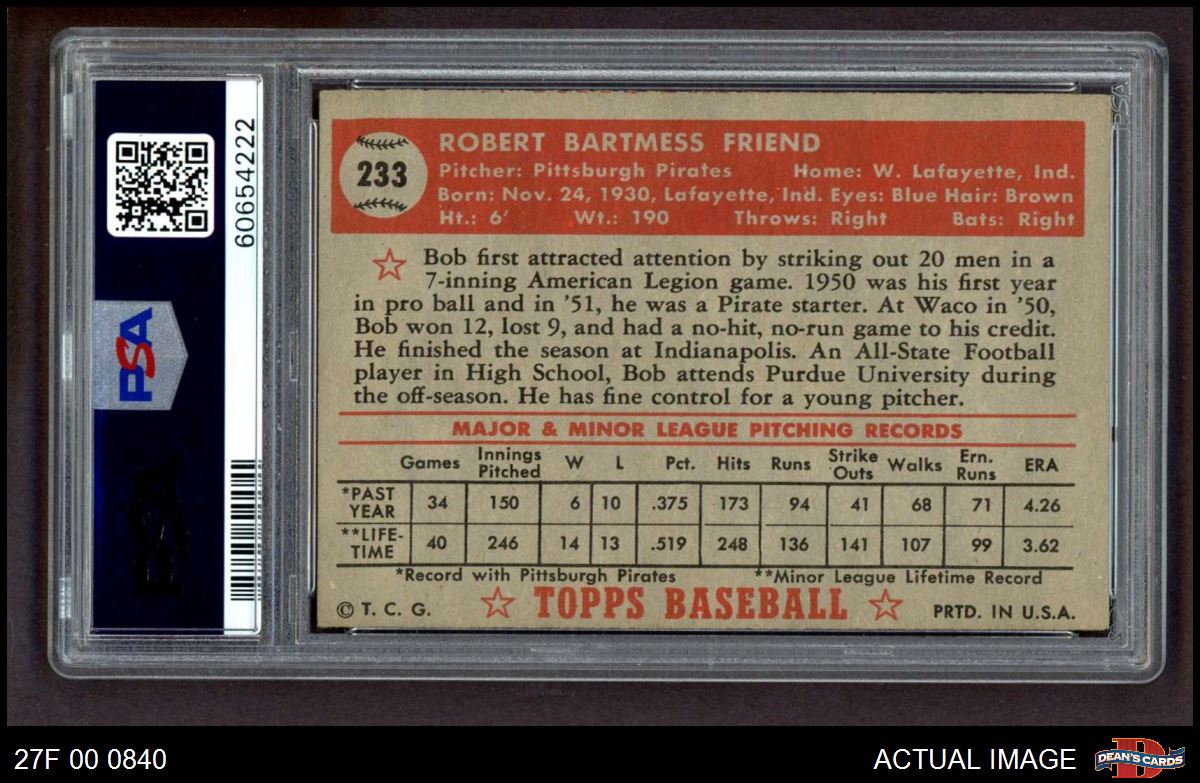 60654222
PSA
233
ROBERT BARTMESS FRIEND
Pitcher: Pittsburgh Pirates Home: W. Lafayette, Ind.
Born: Nov. 24, 1930, Lafayette, Ind. Eyes: Blue Hair: Brown
Ht.: 6' Wt.: 190 Throws: Right Bats: Right
Bob first attracted attention by striking out 20 men in a
7-inning American Legion game. 1950 was his first year
in pro ball and in '51, he was a Pirate starter. At Waco in '50,
Bob won 12, lost 9, and had a no-hit, no-run game to his credit.
He finished the season at Indianapolis. An All-State Football
player in High School, Bob attends Purdue University during
the off-season. He has fine control for a young pitcher.
MAJOR & MINOR LEAGUE PITCHING RECORDS
Games Innings Pitched W L Pct. Hits Runs Strike Outs Walks Ern. Runs ERA
*PAST YEAR 34 150 6 10 .375 173 94 41 68 71 4.26
**LIFE-TIME 40 246 14 13 .519 248 136 141 107 99 3.62
*Record with Pittsburgh Pirates **Minor League Lifetime Record
© T. C. G. TOPPS BASEBALL PRTD. IN U.S.A.
27F 00 0840 ACTUAL IMAGE DEAN'S CARDS